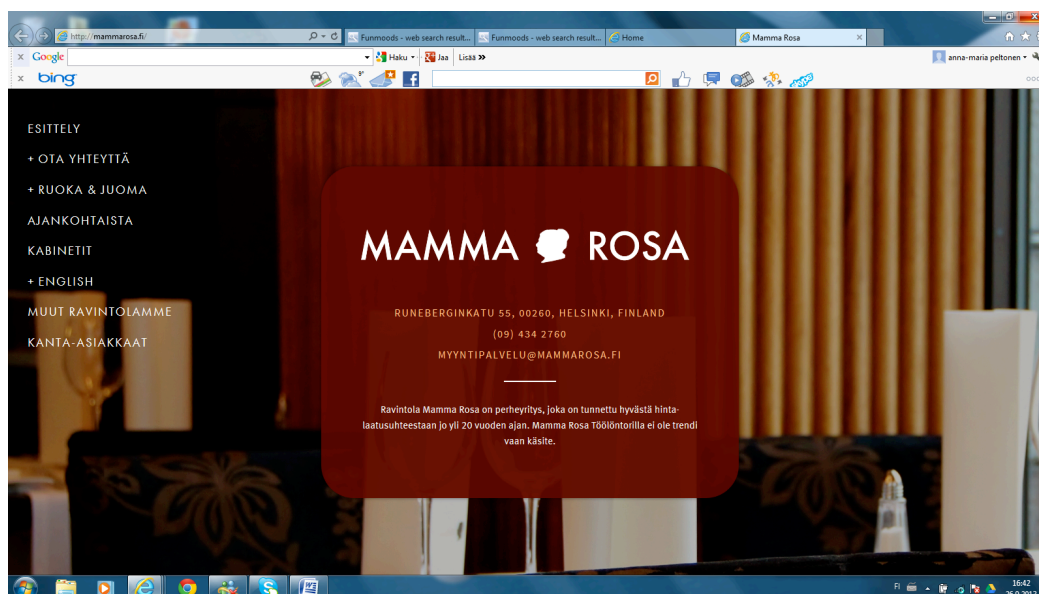 http://mammarosa.fi/
Funmoods - web search result...
Funmoods - web search result...
Home
Mamma Rosa
x Google
Haku
Jaa
Lisää »
anna-maria peltonen
x bing
9°
ESITTELY
+ OTA YHTEYTTÄ
+ RUOKA & JUOMA
AJANKOHTAISTA
KABINETIT
+ ENGLISH
MUUT RAVINTOLAMME
KANTA-ASIAKKAAT
MAMMA ROSA
RUNEBERGINKATU 55, 00260, HELSINKI, FINLAND
(09) 434 2760
MYYNTIPALVELU@MAMMAROSA.FI
Ravintola Mamma Rosa on perheyritys, joka on tunnettu hyvästä hinta-
laatusuhteestaan jo yli 20 vuoden ajan. Mamma Rosa Töölöntorilla ei ole trendi
vaan käsite.
FI
16:42